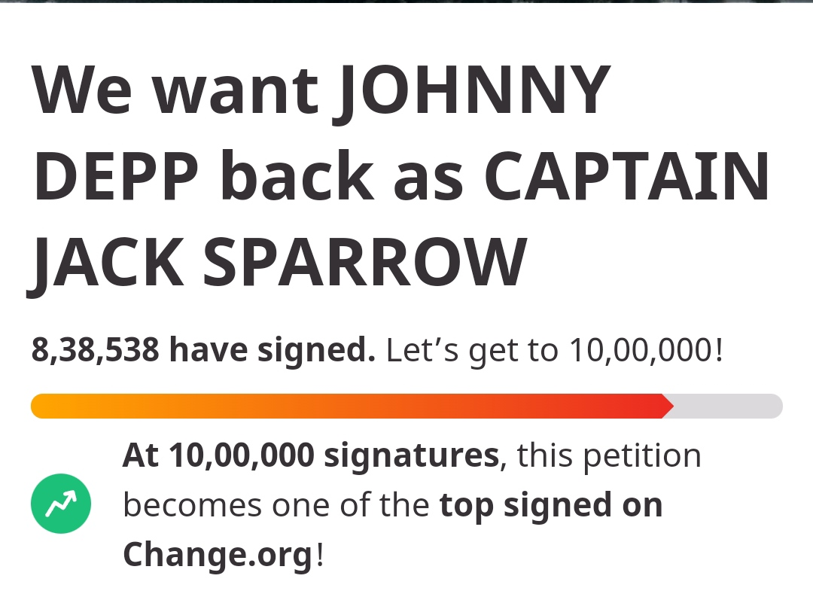 We want JOHNNY
DEPP back as CAPTAIN
JACK SPARROW
8,38,538 have signed. Let’s get to 10,00,000!
At 10,00,000 signatures, this petition
becomes one of the top signed on
Change.org!